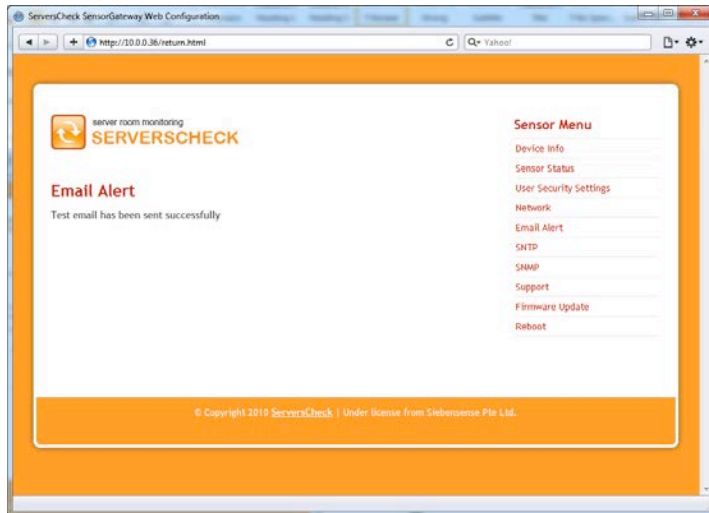 ServersCheck SensorGateway Web Configuration
http://10.0.0.36/return.html
Yahoo!
server room monitoring
SERVERSCHECK
Email Alert
Test email has been sent successfully
Sensor Menu
Device Info
Sensor Status
User Security Settings
Network
Email Alert
SNTP
SNMP
Support
Firmware Update
Reboot
© Copyright 2010 ServersCheck | Under license from Siebensense Pte Ltd.